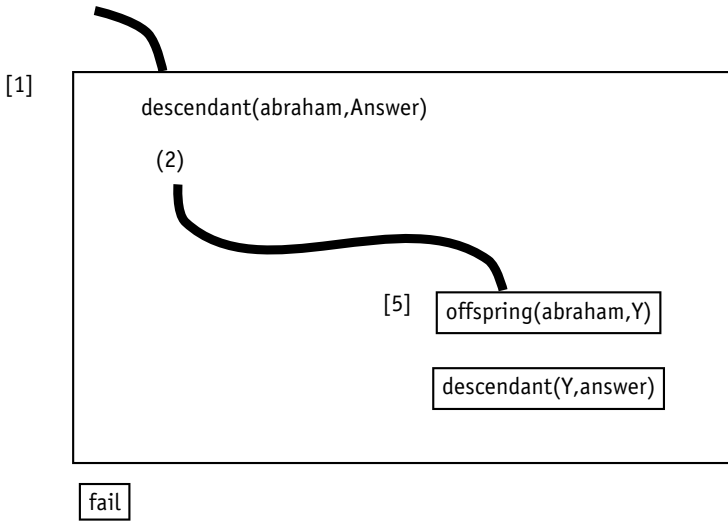 [1]
descendant(abraham,Answer)
(2)
[5] offspring(abraham,Y)
descendant(Y,answer)
fail